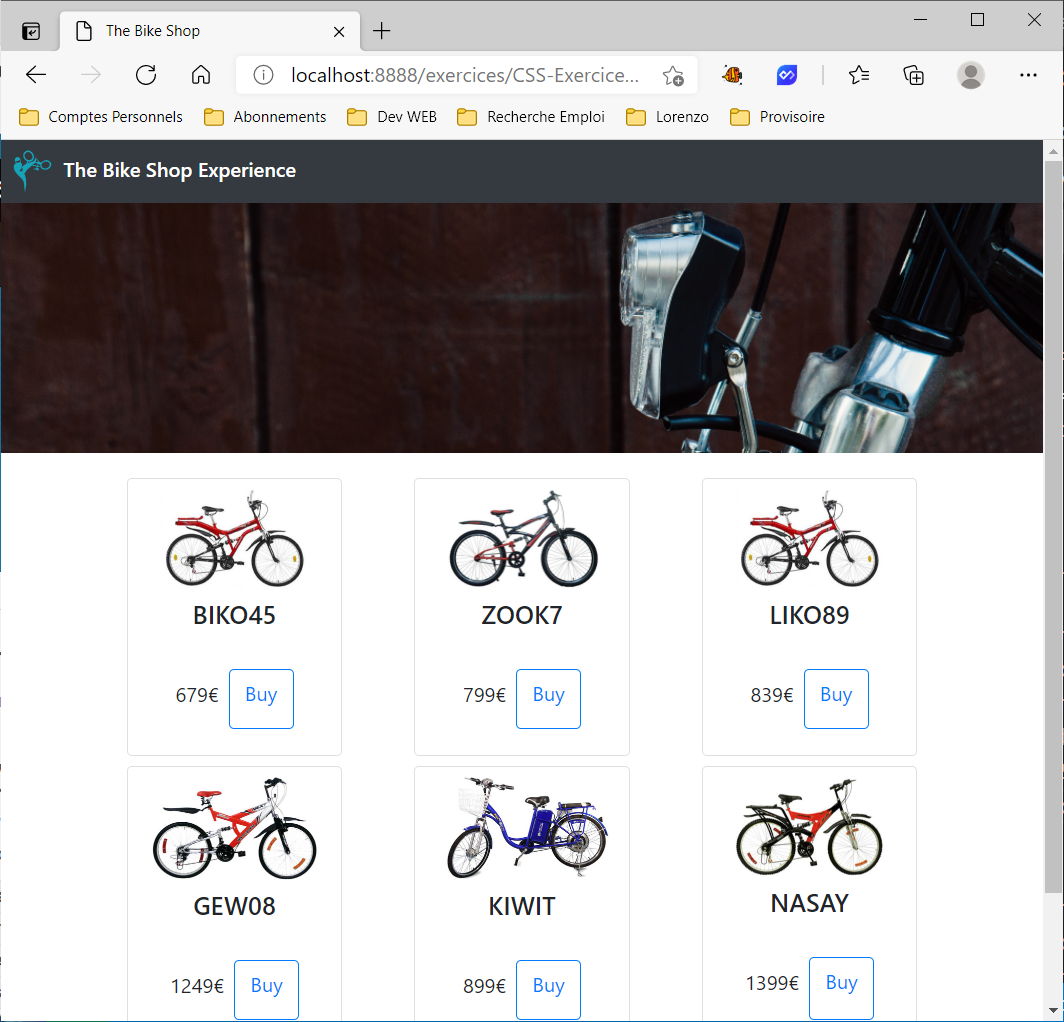 The Bike Shop
localhost:8888/exercices/CSS-Exercice...
Comptes Personnels Abonnements Dev WEB Recherche Emploi Lorenzo Provisoire
The Bike Shop Experience
BIKO45 ZOOK7 LIKO89
679€ Buy 799€ Buy 839€ Buy
GEW08 KIWIT NASAY
1249€ Buy 899€ Buy 1399€ Buy